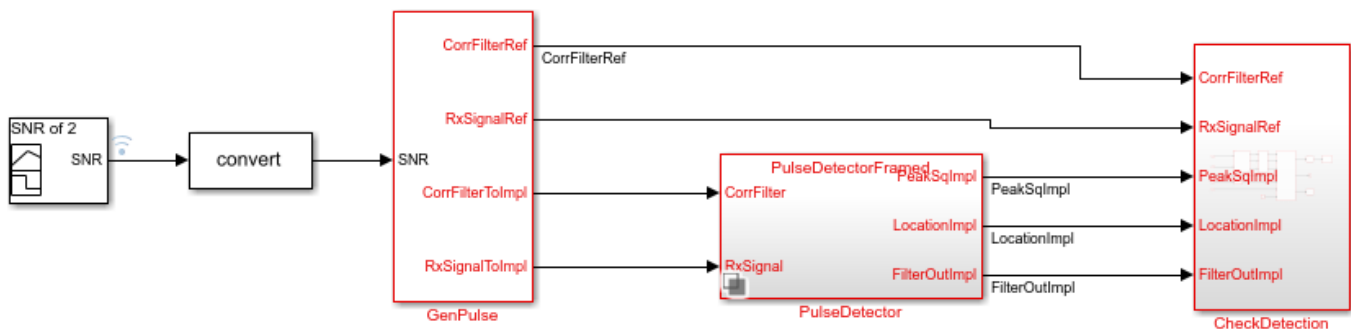 SNR of 2
SNR
convert
SNR
CorrFilterRef
RxSignalRef
CorrFilterToImpl
RxSignalToImpl
GenPulse
CorrFilterRef
PulseDetectorFramed
CorrFilter
RxSignal
PeakSqImpl
LocationImpl
FilterOutImpl
PulseDetector
PeakSqImpl
LocationImpl
FilterOutImpl
CorrFilterRef
RxSignalRef
PeakSqImpl
LocationImpl
FilterOutImpl
CheckDetection